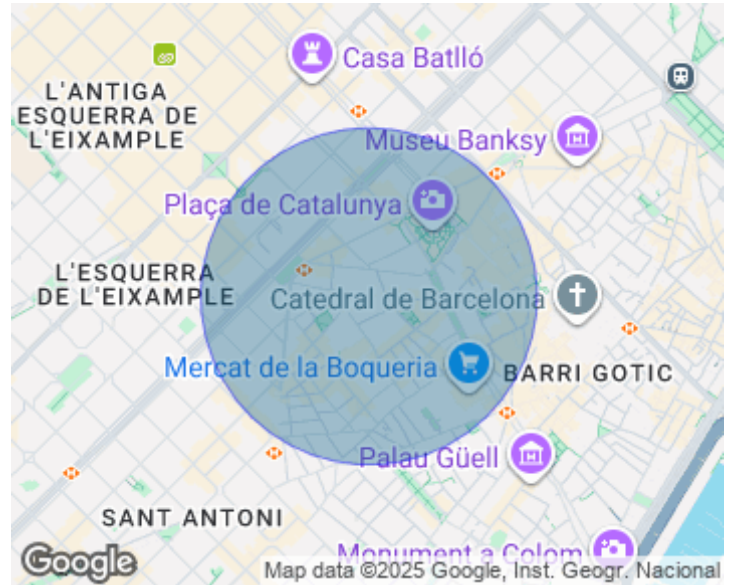 Casa Batlló
L'ANTIGA
ESQUERRA DE
L'EIXAMPLE
Museu Banksy
Plaça de Catalunya
L'ESQUERRA
DE L'EIXAMPLE
Catedral de Barcelona
Mercat de la Boqueria
BARRI GOTIC
Palau Güell
SANT ANTONI
Monument a Colom
Google
Map data ©2025 Google, Inst. Geogr. Nacional